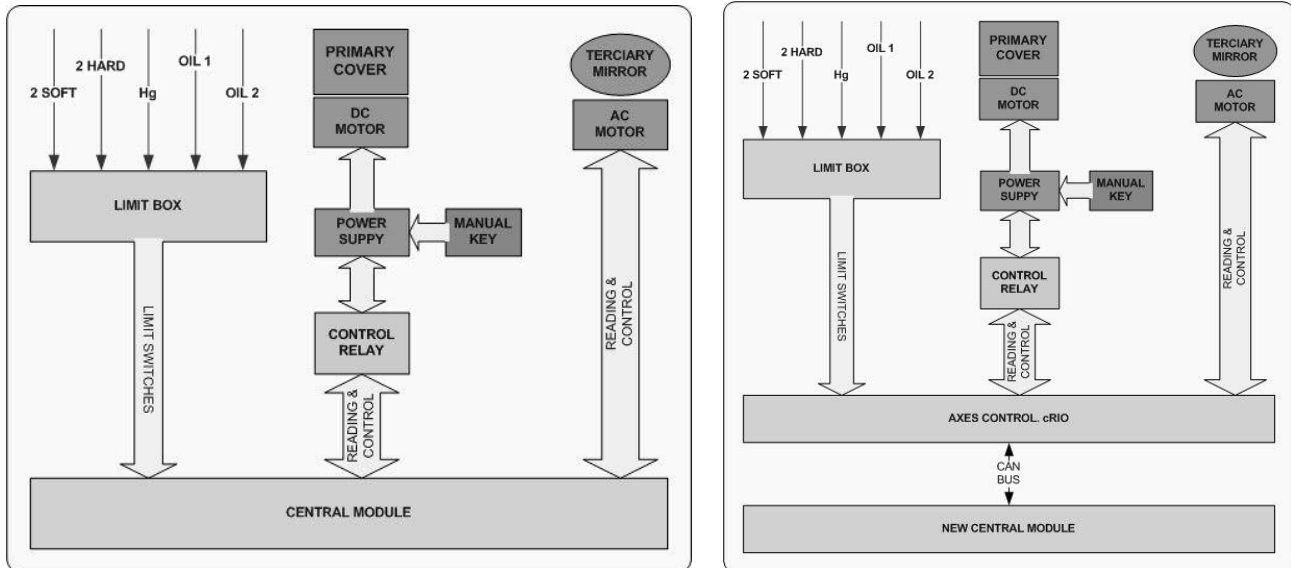 2 SOFT
2 HARD
Hg
OIL 1
OIL 2
LIMIT BOX
LIMIT SWITCHES
PRIMARY
COVER
DC
MOTOR
POWER
SUPPY
MANUAL
KEY
CONTROL
RELAY
READING &
CONTROL
TERCIARY
MIRROR
AC
MOTOR
READING &
CONTROL
CENTRAL MODULE
2 SOFT
2 HARD
Hg
OIL 1
OIL 2
LIMIT BOX
LIMIT SWITCHES
PRIMARY
COVER
DC
MOTOR
POWER
SUPPY
MANUAL
KEY
CONTROL
RELAY
READING &
CONTROL
TERCIARY
MIRROR
AC
MOTOR
READING &
CONTROL
AXES CONTROL. cRIO
CAN
BUS
NEW CENTRAL MODULE